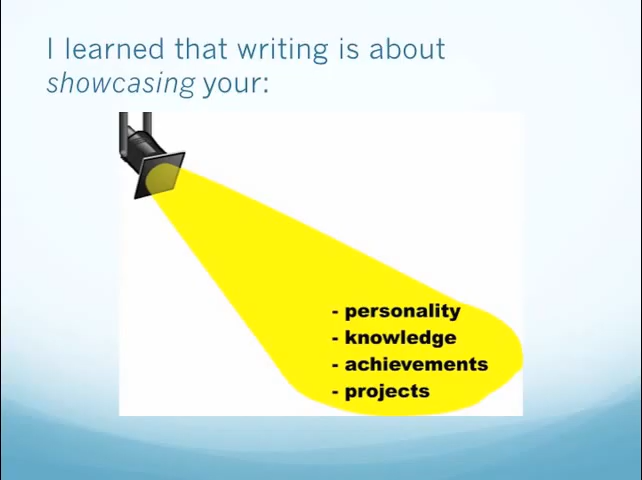 I learned that writing is about
showcasing your:
- personality
- knowledge
- achievements
- projects